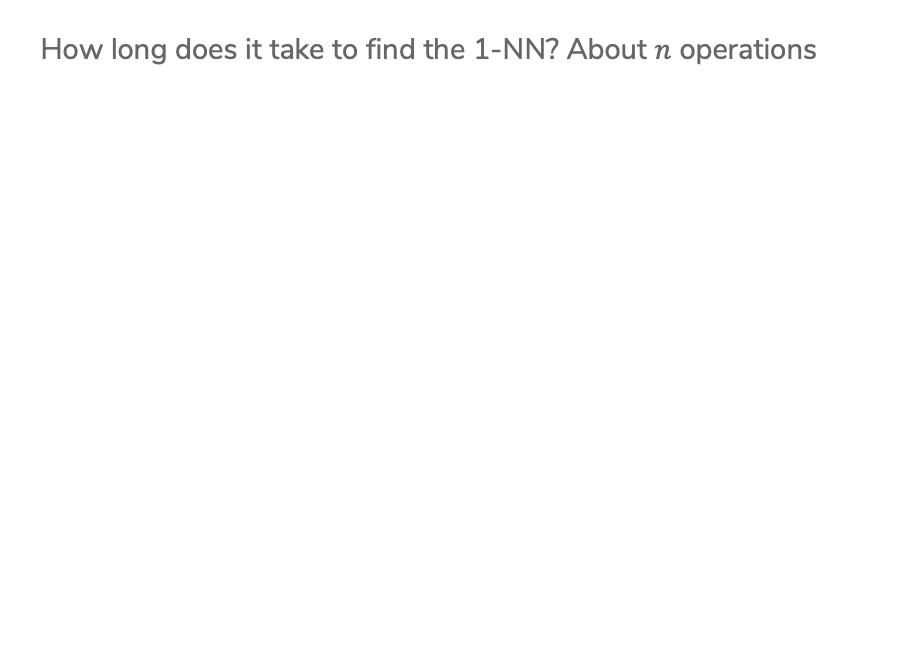 How long does it take to find the 1-NN? About n operations